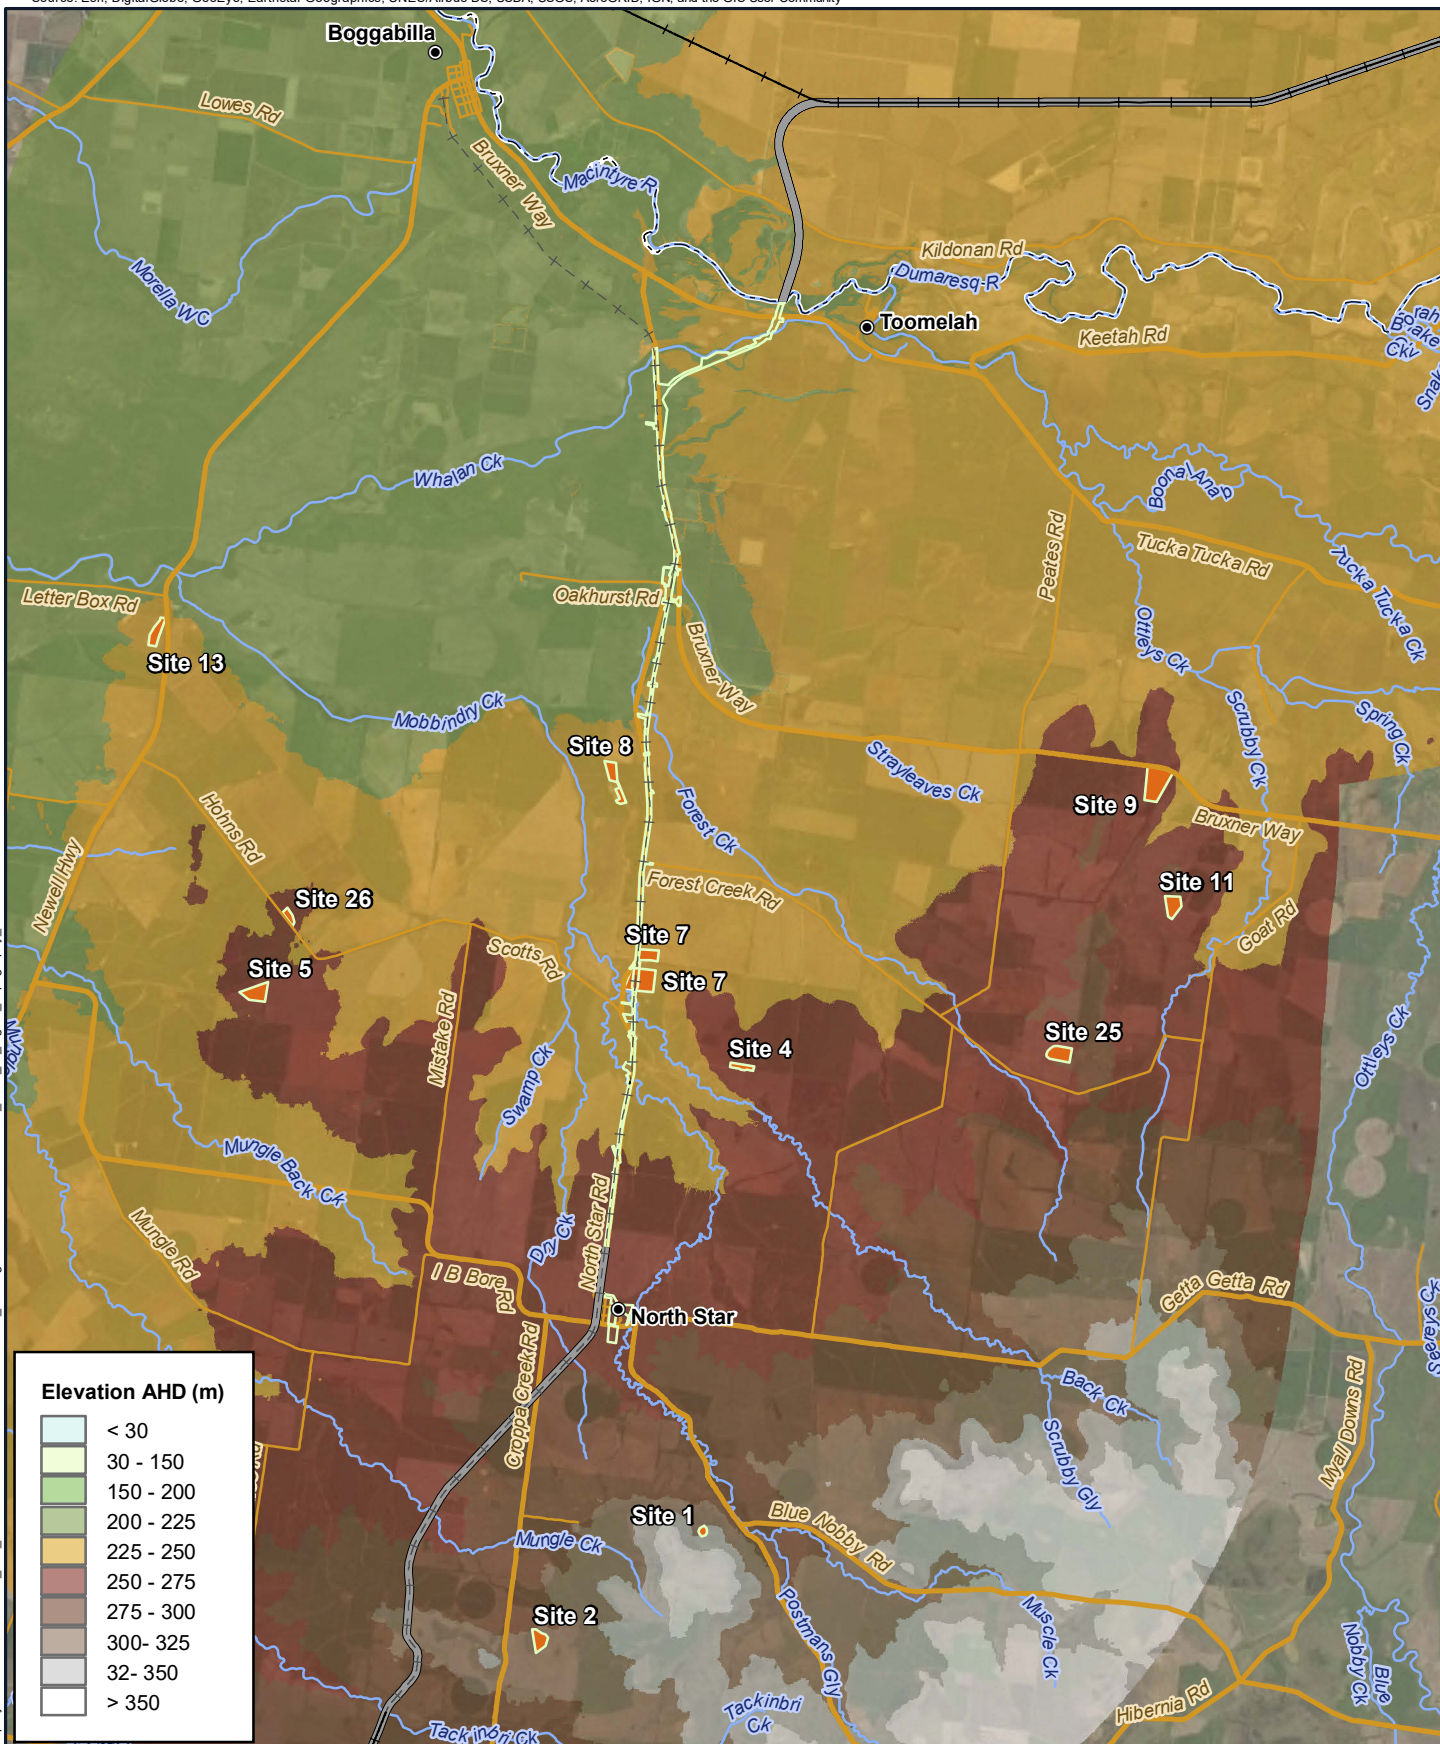 Boggabilla
Lowes Rd
Bruxner Way
Macintyre R
Kildonan Rd
Dumaresq R
Morella WC
Toomelah
Keetah Rd
Whalan Ck
Boonal Anab
Peates Rd
Tucka Tucka Rd
Tucka Tucka Ck
Letter Box Rd
Oakhurst Rd
Ottleys Ck
Site 13
Bruxner Way
Mobbindry Ck
Scrubby Ck
Spring Ck
Site 8
Strayleaves Ck
Site 9
Hohns Rd
Forest Ck
Bruxner Way
Newell Hwy
Forest Creek Rd
Site 11
Site 26
Goat Rd
Site 7
Scotts Rd
Site 5
Site 7
Mistake Rd
Site 25
Site 4
Ottleys Ck
Swamp Ck
Mungle Back Ck
Mungle Rd
North Star Rd
Dry Ck
I B Bore Rd
Getta Getta Rd
North Star
Croppa Creek Rd
Back Ck
Myall Downs Rd
Scrubby Gly
Elevation AHD (m)
< 30
30 - 150
150 - 200
200 - 225
225 - 250
250 - 275
275 - 300
300- 325
32- 350
> 350
Site 1
Blue Nobby Rd
Mungle Ck
Site 2
Postmans Gly
Muscle Ck
Nobby Ck
Blue
Hibernia Rd
Tackinbri Ck
Tackinbri Ck